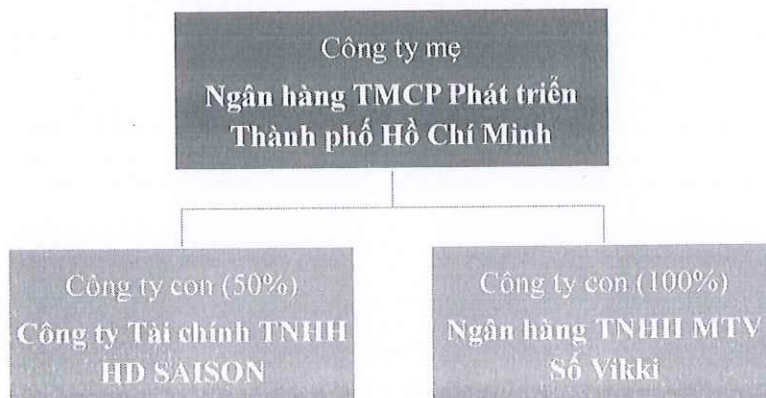 Công ty mẹ
Ngân hàng TMCP Phát triển
Thành phố Hồ Chí Minh
Công ty con (50%)
Công ty Tài chính TNHH
HD SAISON
Công ty con (100%)
Ngân hàng TNHH MTV
Số Vikki